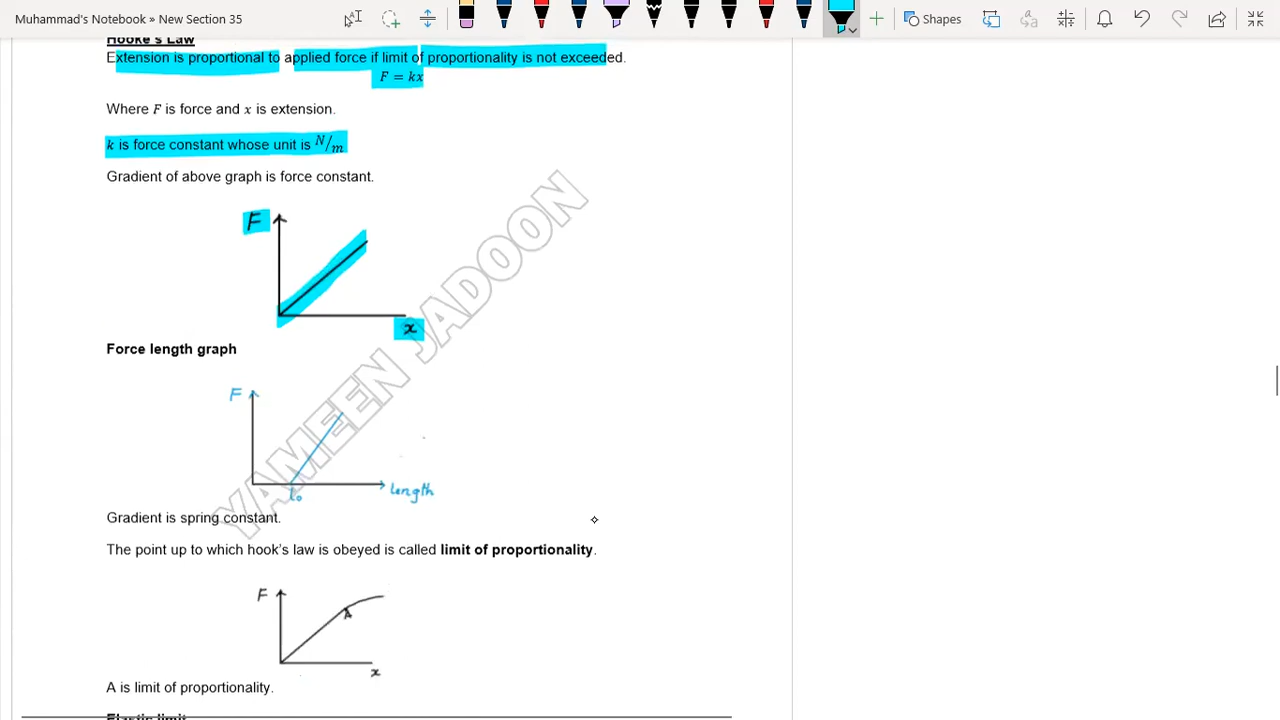 Muhammad's Notebook » New Section 35
Shapes
Hooke's Law
Extension is proportional to applied force if limit of proportionality is not exceeded.
F = kx
Where F is force and x is extension.
k is force constant whose unit is N/m
Gradient of above graph is force constant.
F
x
Force length graph
F
length
l₀
Gradient is spring constant.
The point up to which hook's law is obeyed is called limit of proportionality.
F
A
x
A is limit of proportionality.
Elastic limit
YAMEEN JADOON